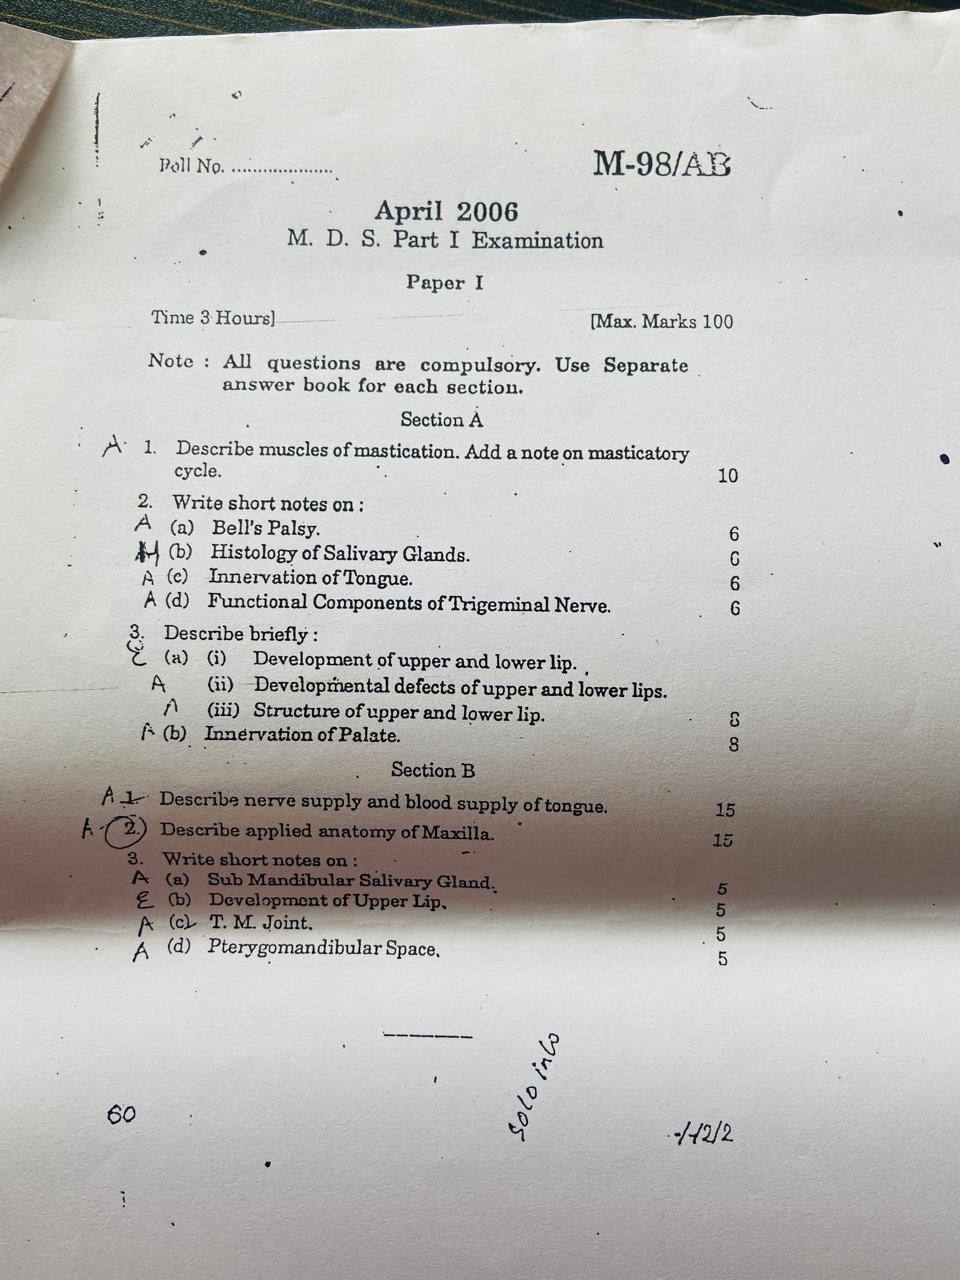 Roll No. ....................
M-98/AB
April 2006
M. D. S. Part I Examination
Paper I
Time 3 Hours] [Max. Marks 100
Note : All questions are compulsory. Use Separate
answer book for each section.
Section A
A 1. Describe muscles of mastication. Add a note on masticatory
cycle. 10
2. Write short notes on :
A (a) Bell's Palsy. 6
H (b) Histology of Salivary Glands. 6
A (c) Innervation of Tongue. 6
A (d) Functional Components of Trigeminal Nerve. 6
3. Describe briefly :
E (a) (i) Development of upper and lower lip.
A (ii) Developmental defects of upper and lower lips.
A (iii) Structure of upper and lower lip. 8
A (b) Innervation of Palate. 8
Section B
A 1. Describe nerve supply and blood supply of tongue. 15
A 2. Describe applied anatomy of Maxilla. 15
3. Write short notes on :
A (a) Sub Mandibular Salivary Gland. 5
E (b) Development of Upper Lip. 5
A (c) T. M. Joint. 5
A (d) Pterygomandibular Space. 5
60